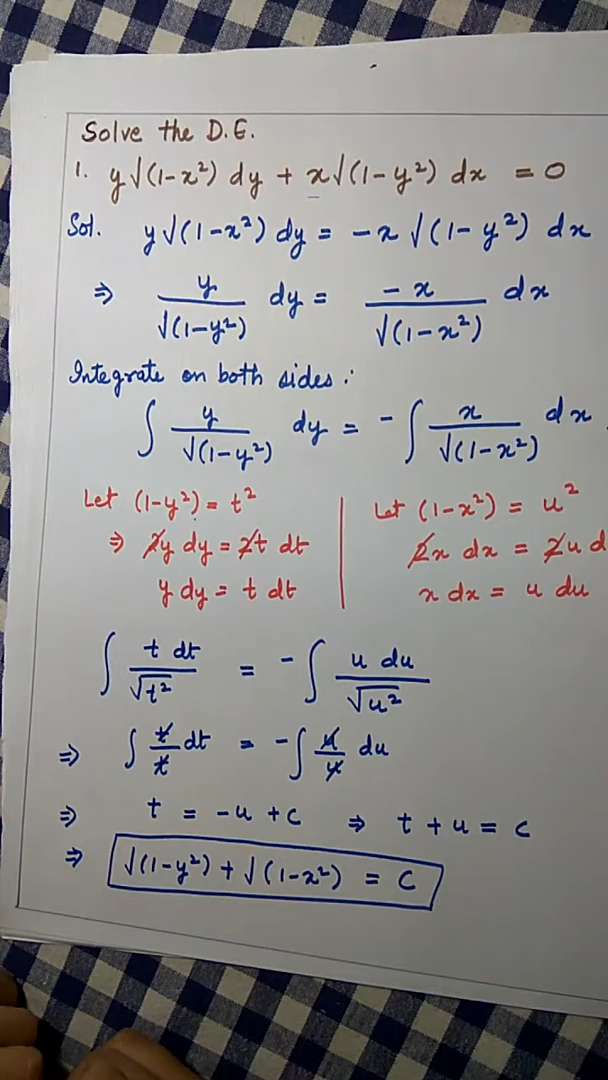 Solve the D.E.
1. y√(1-x²) dy + x√(1-y²) dx = 0
Sol. y√(1-x²) dy = -x √(1-y²) dx
⇒ y/√(1-y²) dy = -x/√(1-x²) dx
Integrate on both sides:
∫ y/√(1-y²) dy = -∫ x/√(1-x²) dx
Let (1-y²) = t² | Let (1-x²) = u²
⇒ 2y dy = 2t dt | 2x dx = 2u d
y dy = t dt | x dx = u du
∫ t dt/√t² = -∫ u du/√u²
⇒ ∫ t/t dt = -∫ u/u du
⇒ t = -u + c ⇒ t + u = c
⇒ √(1-y²) + √(1-x²) = c